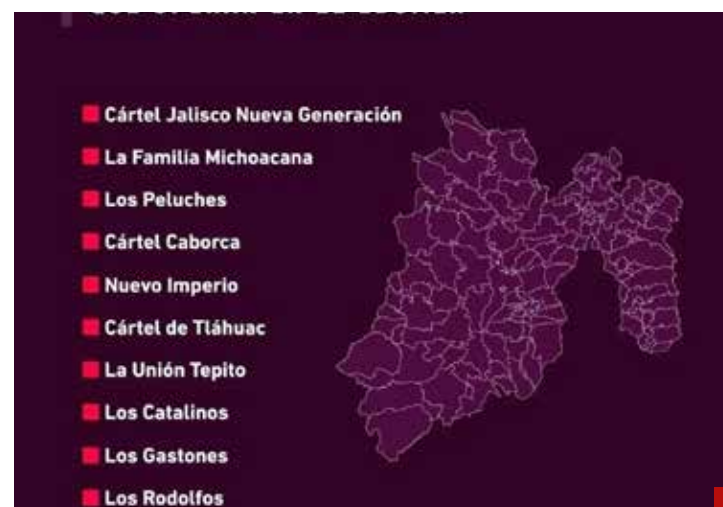 Cártel Jalisco Nueva Generación
La Familia Michoacana
Los Peluches
Cártel Caborca
Nuevo Imperio
Cártel de Tláhuac
La Unión Tepito
Los Catalinos
Los Gastones
Los Rodolfos